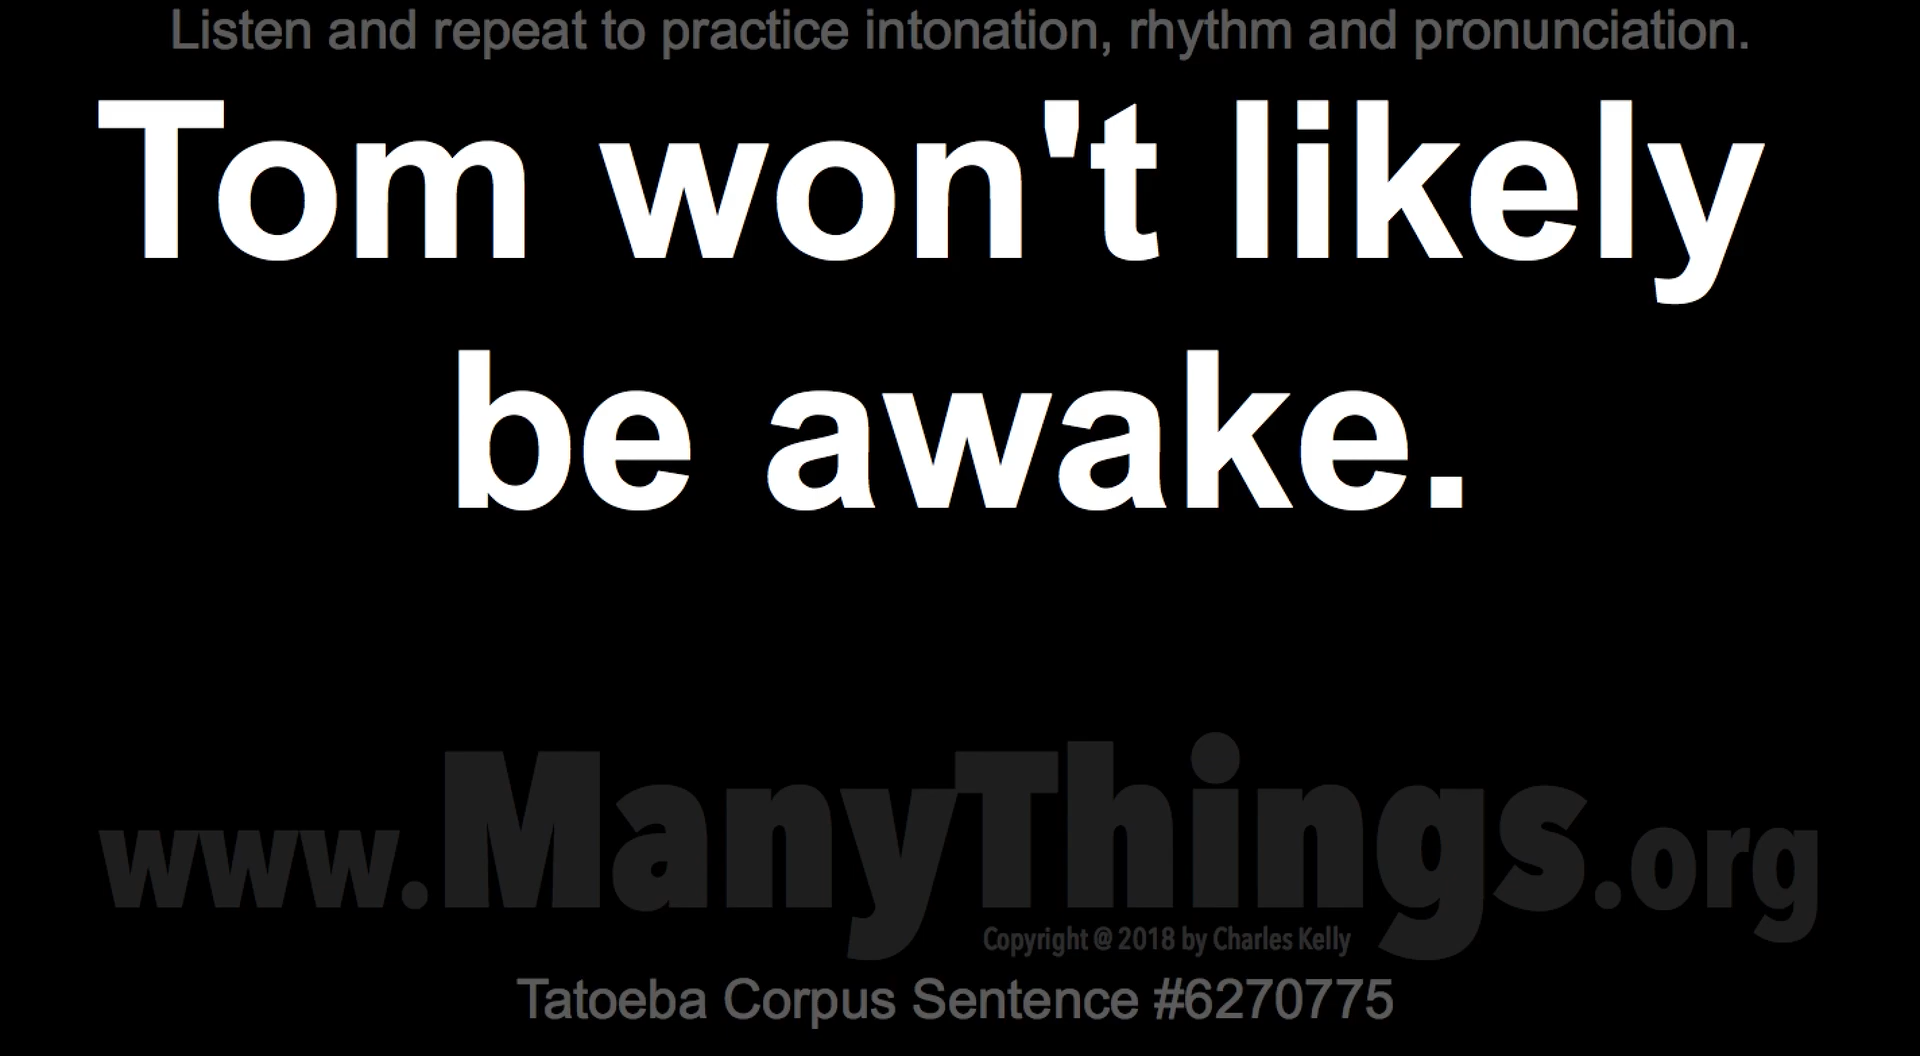 Listen and repeat to practice intonation, rhythm and pronunciation.
Tom won't likely
be awake.
www.ManyThings.org
Copyright @ 2018 by Charles Kelly
Tatoeba Corpus Sentence #6270775